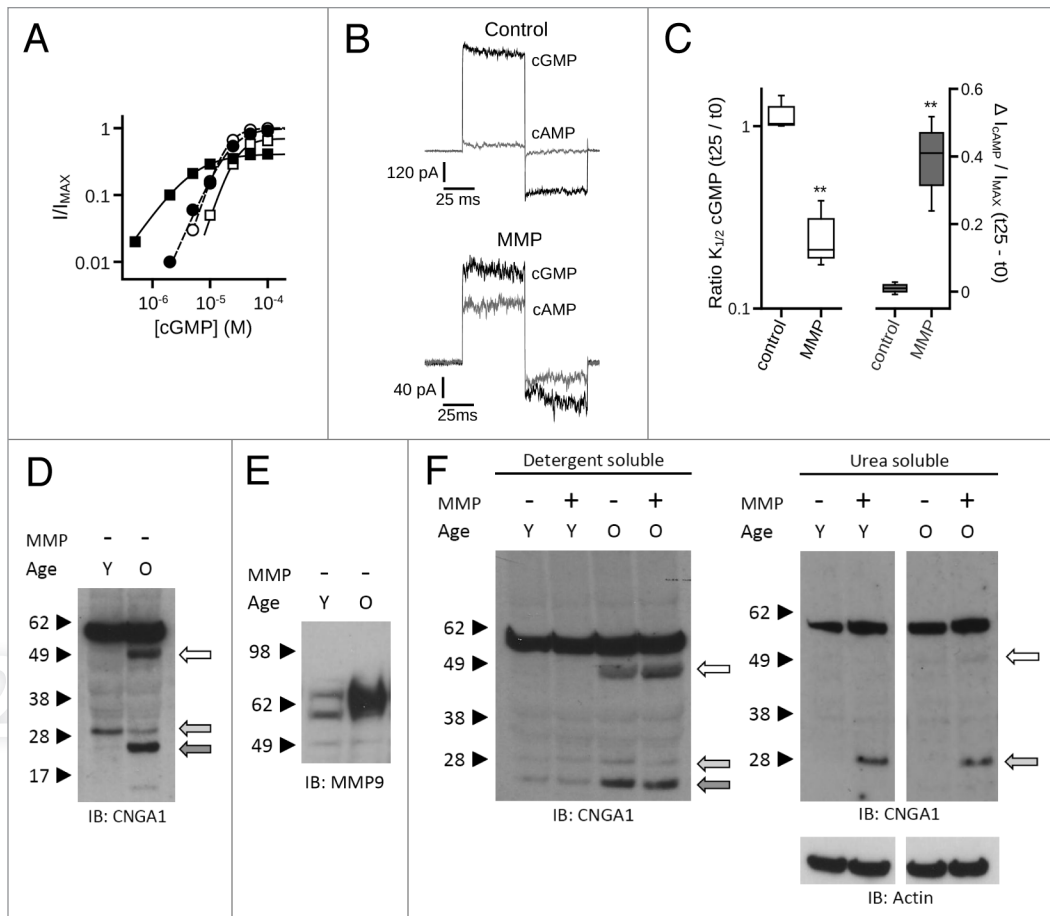 A
I/IMAX
1
0.1
0.01
10-6
10-5
10-4
[cGMP] (M)
B
Control
cGMP
cAMP
120 pA
25 ms
MMP
cGMP
cAMP
40 pA
25ms
C
Ratio K1/2 cGMP (t25 / t0)
1
0.1
**
control
MMP
**
control
MMP
0.6
0.4
0.2
0
Δ IcAMP / IMAX (t25 - t0)
D
MMP - -
Age Y O
62
49
38
28
17
IB: CNGA1
E
MMP - -
Age Y O
98
62
49
IB: MMP9
F
Detergent soluble
MMP - + - +
Age Y Y O O
62
49
38
28
IB: CNGA1
Urea soluble
MMP - + - +
Age Y Y O O
62
49
38
28
IB: CNGA1
IB: Actin